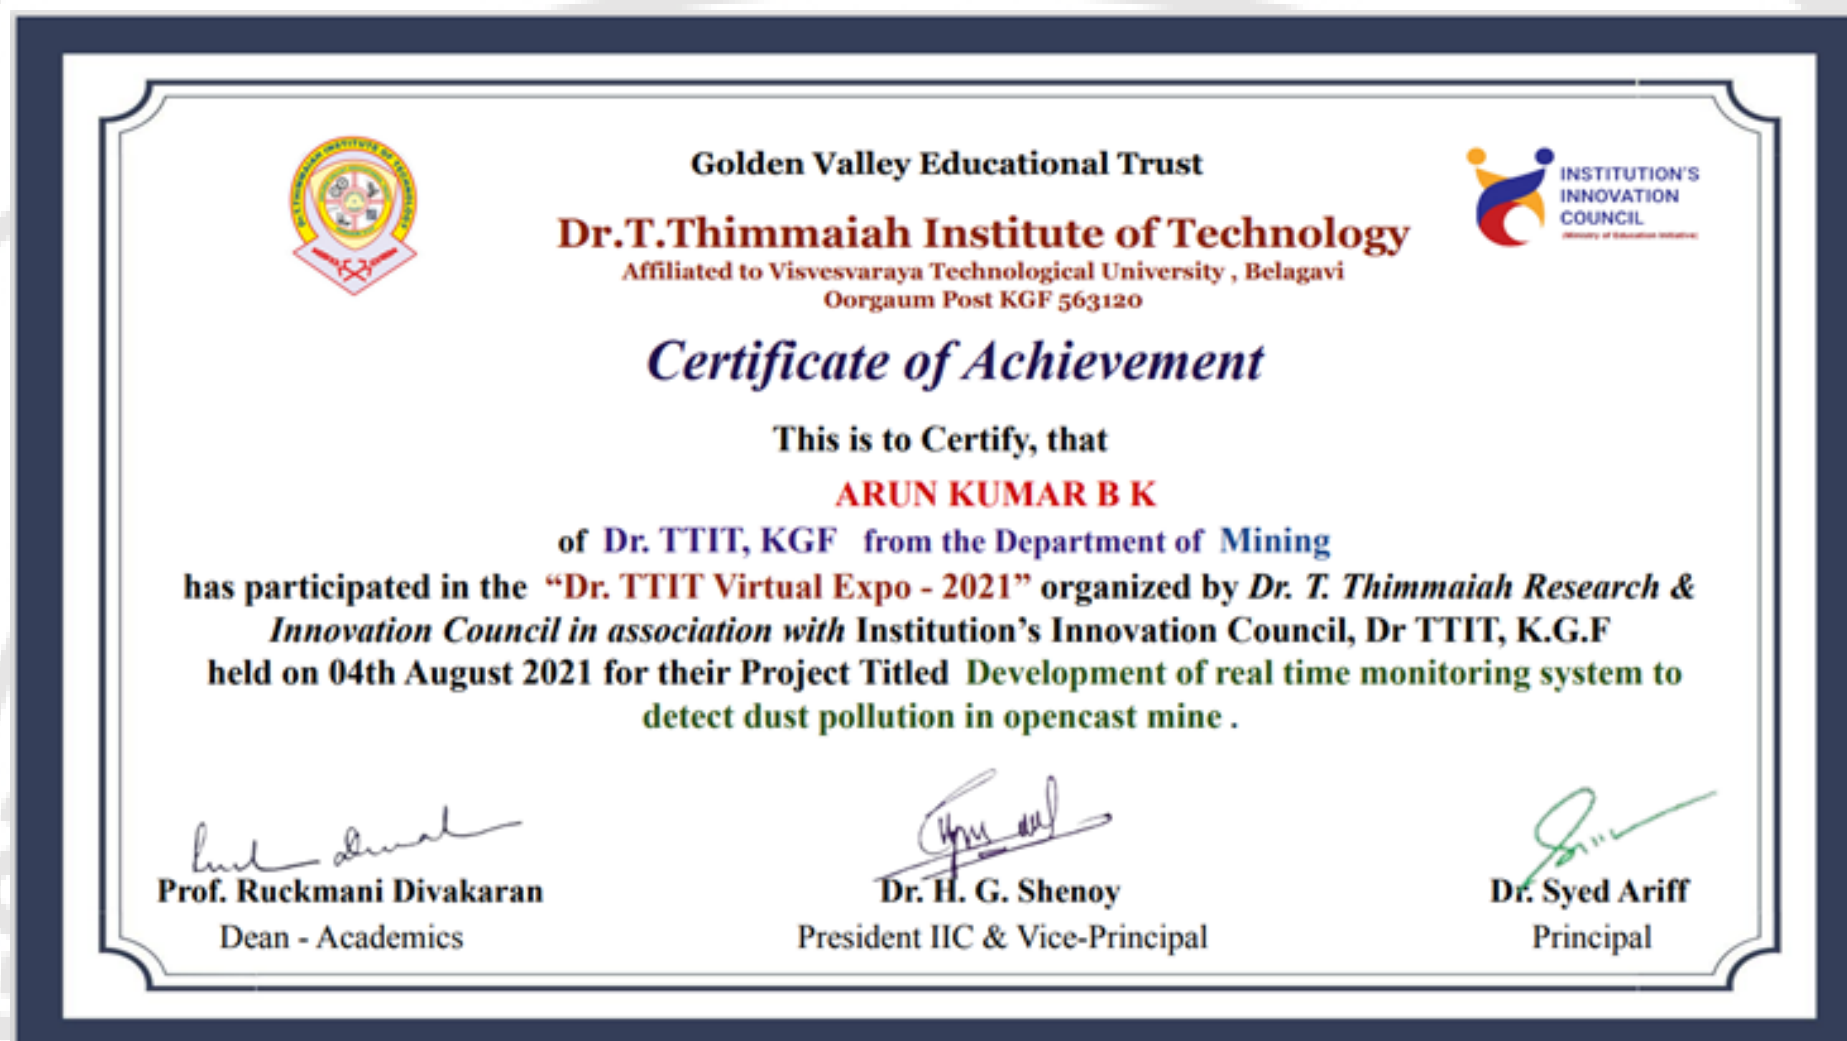 Golden Valley Educational Trust
Dr.T.Thimmaiah Institute of Technology
Affiliated to Visvesvaraya Technological University , Belagavi
Oorgaum Post KGF 563120
INSTITUTION'S
INNOVATION
COUNCIL
(Ministry of Education Initiative)
Certificate of Achievement
This is to Certify, that
ARUN KUMAR B K
of Dr. TTIT, KGF from the Department of Mining
has participated in the “Dr. TTIT Virtual Expo - 2021” organized by Dr. T. Thimmaiah Research &
Innovation Council in association with Institution’s Innovation Council, Dr TTIT, K.G.F
held on 04th August 2021 for their Project Titled Development of real time monitoring system to
detect dust pollution in opencast mine .
Prof. Ruckmani Divakaran
Dean - Academics
Dr. H. G. Shenoy
President IIC & Vice-Principal
Dr. Syed Ariff
Principal